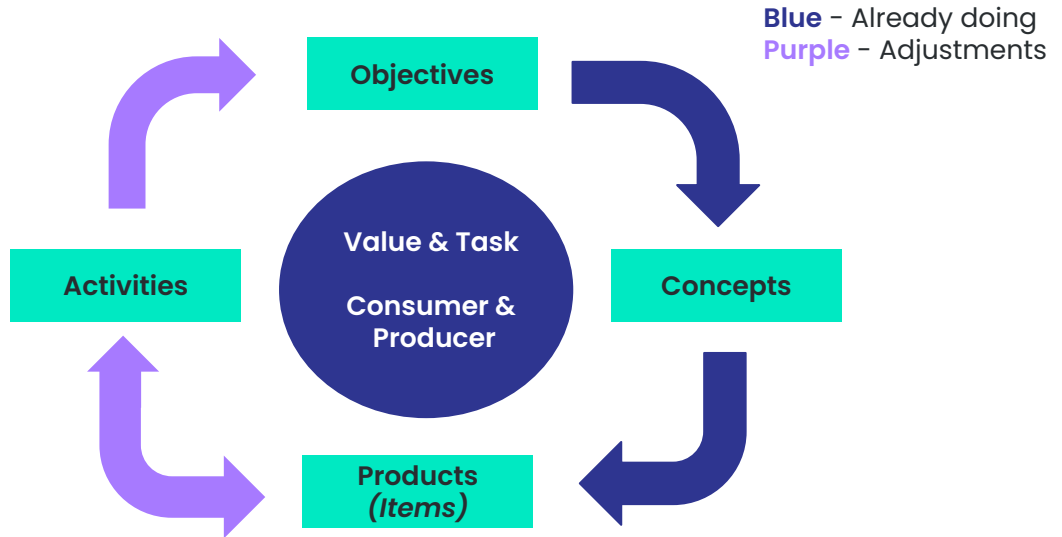 Blue - Already doing
Purple - Adjustments
Objectives
Value & Task
Consumer &
Producer
Activities
Concepts
Products
(Items)